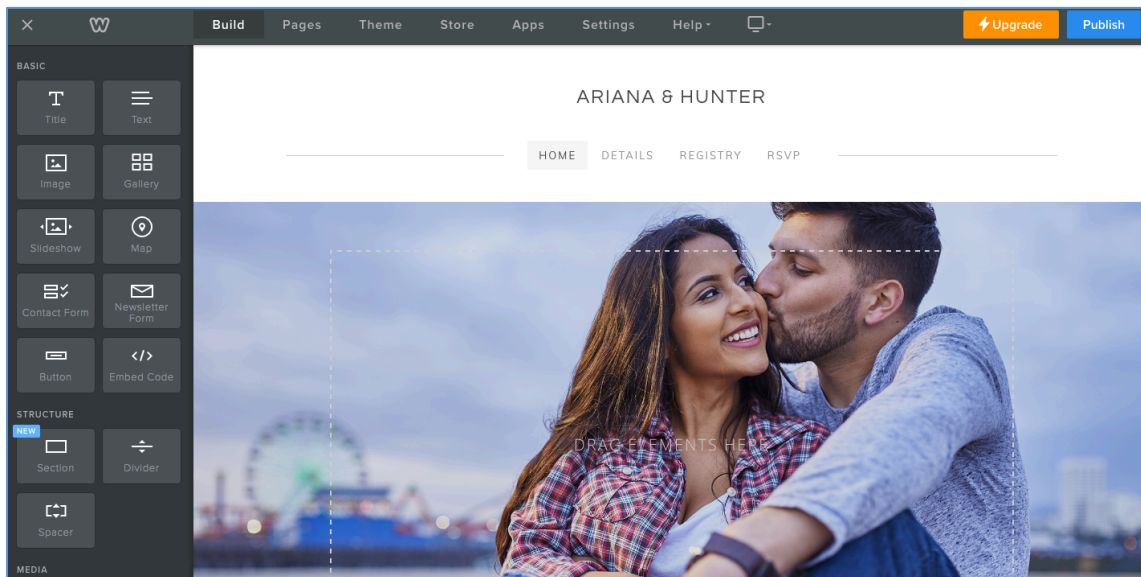 Build Pages Theme Store Apps Settings Help Upgrade Publish
BASIC
Title Text
Image Gallery
Slideshow Map
Contact Form Newsletter Form
Button Embed Code
STRUCTURE
NEW
Section Divider
Spacer
MEDIA
ARIANA & HUNTER
HOME DETAILS REGISTRY RSVP
DRAG ELEMENTS HERE